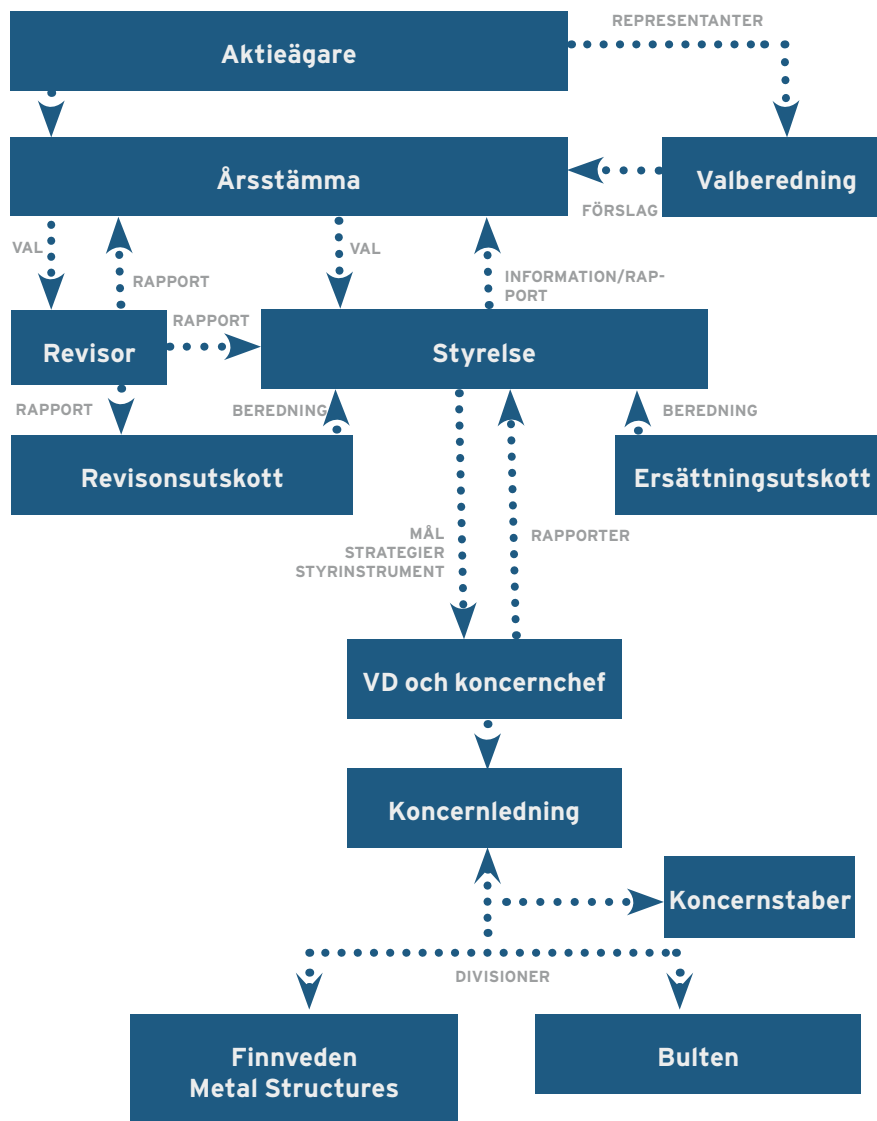 REPRESENTANTER
Aktieägare
Årsstämma
Valberedning
FÖRSLAG
VAL
VAL
RAPPORT
INFORMATION/RAP-
PORT
RAPPORT
Revisor
Styrelse
RAPPORT
BEREDNING
BEREDNING
Revisonsutskott
Ersättningsutskott
MÅL
STRATEGIER
STYRINSTRUMENT
RAPPORTER
VD och koncernchef
Koncernledning
Koncernstaber
DIVISIONER
Finnveden
Metal Structures
Bulten